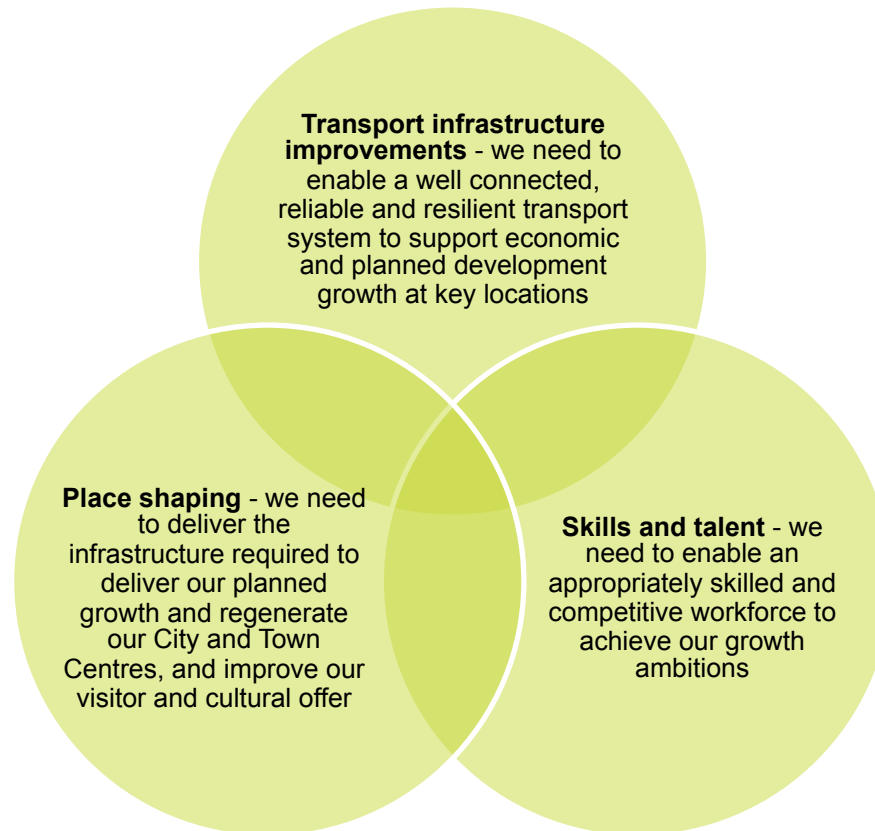 Transport infrastructure
improvements - we need to
enable a well connected,
reliable and resilient transport
system to support economic
and planned development
growth at key locations
Place shaping - we need
to deliver the
infrastructure required to
deliver our planned
growth and regenerate
our City and Town
Centres, and improve our
visitor and cultural offer
Skills and talent - we
need to enable an
appropriately skilled and
competitive workforce to
achieve our growth
ambitions